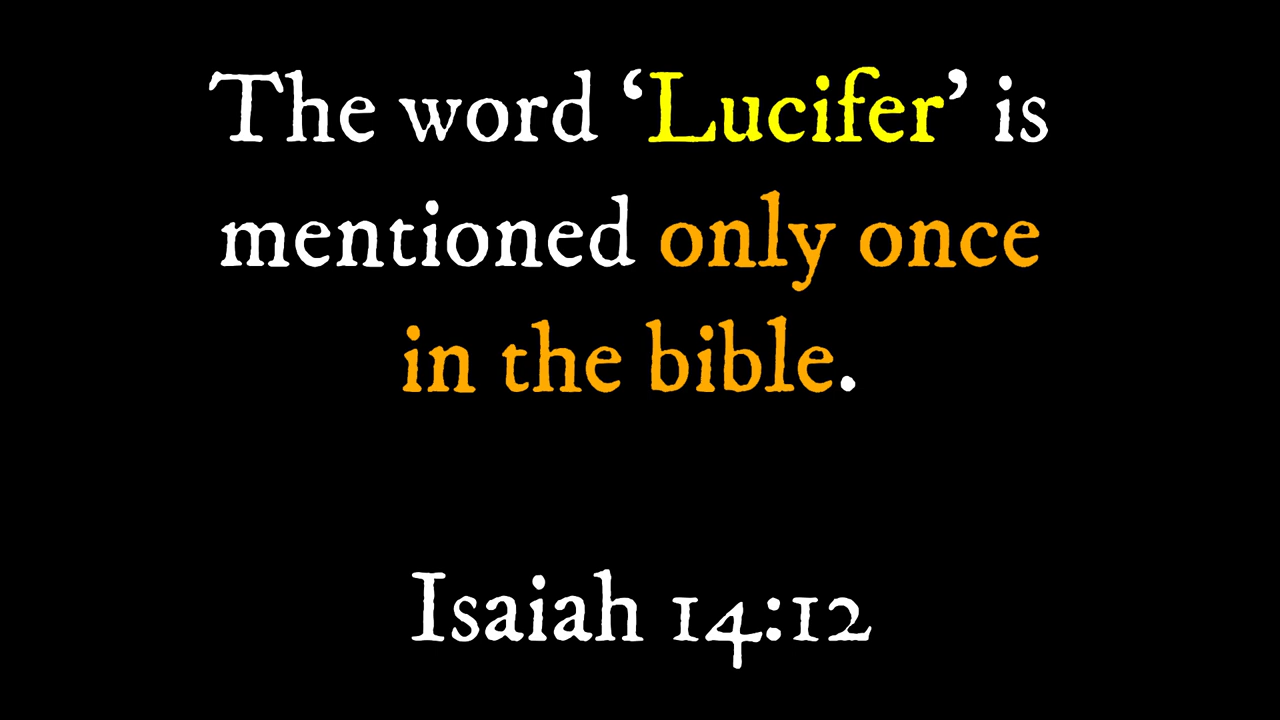 The word ‘Lucifer’ is
mentioned only once
in the bible.
Isaiah 14:12